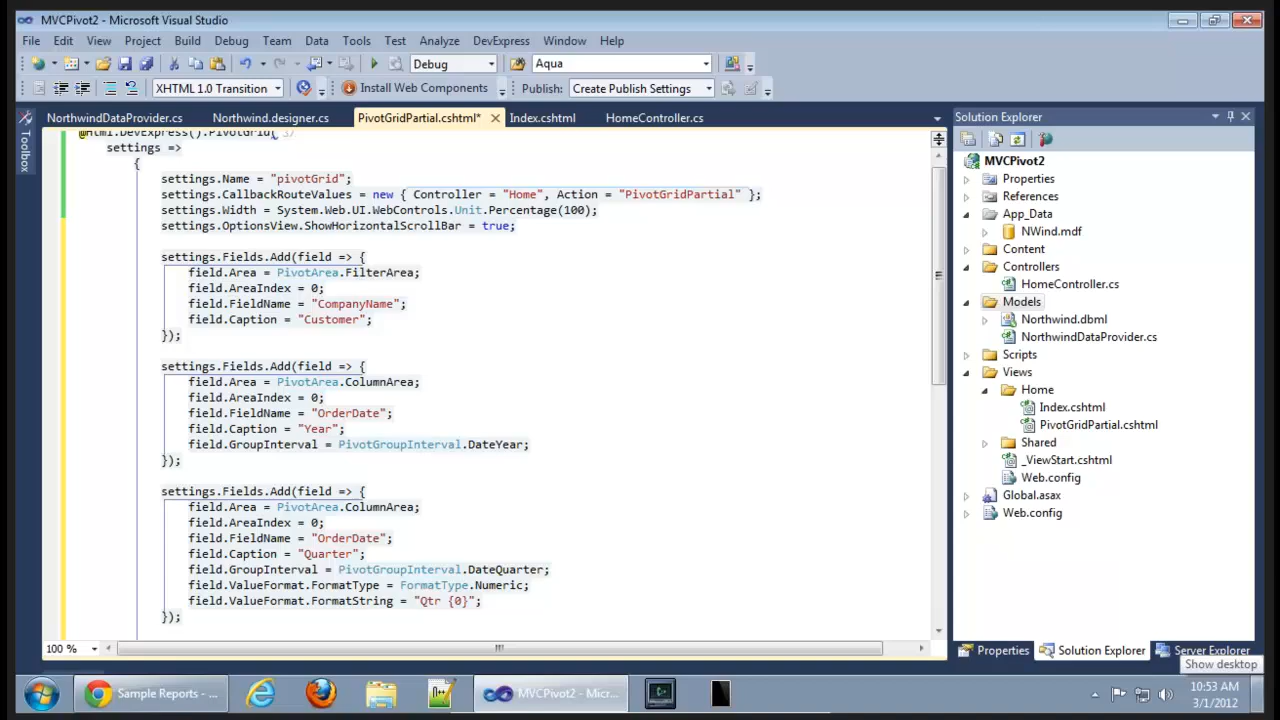 MVCPivot2 - Microsoft Visual Studio
File Edit View Project Build Debug Team Data Tools Test Analyze DevExpress Window Help
Debug Aqua
XHTML 1.0 Transition Install Web Components Publish: Create Publish Settings
Toolbox
NorthwindDataProvider.cs Northwind.designer.cs PivotGridPartial.cshtml* Index.cshtml HomeController.cs
@Html.DevExpress().PivotGrid(
settings =>
{
settings.Name = "pivotGrid";
settings.CallbackRouteValues = new { Controller = "Home", Action = "PivotGridPartial" };
settings.Width = System.Web.UI.WebControls.Unit.Percentage(100);
settings.OptionsView.ShowHorizontalScrollBar = true;
settings.Fields.Add(field => {
field.Area = PivotArea.FilterArea;
field.AreaIndex = 0;
field.FieldName = "CompanyName";
field.Caption = "Customer";
});
settings.Fields.Add(field => {
field.Area = PivotArea.ColumnArea;
field.AreaIndex = 0;
field.FieldName = "OrderDate";
field.Caption = "Year";
field.GroupInterval = PivotGroupInterval.DateYear;
});
settings.Fields.Add(field => {
field.Area = PivotArea.ColumnArea;
field.AreaIndex = 0;
field.FieldName = "OrderDate";
field.Caption = "Quarter";
field.GroupInterval = PivotGroupInterval.DateQuarter;
field.ValueFormat.FormatType = FormatType.Numeric;
field.ValueFormat.FormatString = "Qtr {0}";
});
100 %
Solution Explorer
MVCPivot2
Properties
References
App_Data
NWind.mdf
Content
Controllers
HomeController.cs
Models
Northwind.dbml
NorthwindDataProvider.cs
Scripts
Views
Home
Index.cshtml
PivotGridPartial.cshtml
Shared
_ViewStart.cshtml
Web.config
Global.asax
Web.config
Properties Solution Explorer Server Explorer
Show desktop
Sample Reports - ... MVCPivot2 - Micr... 10:53 AM
3/1/2012